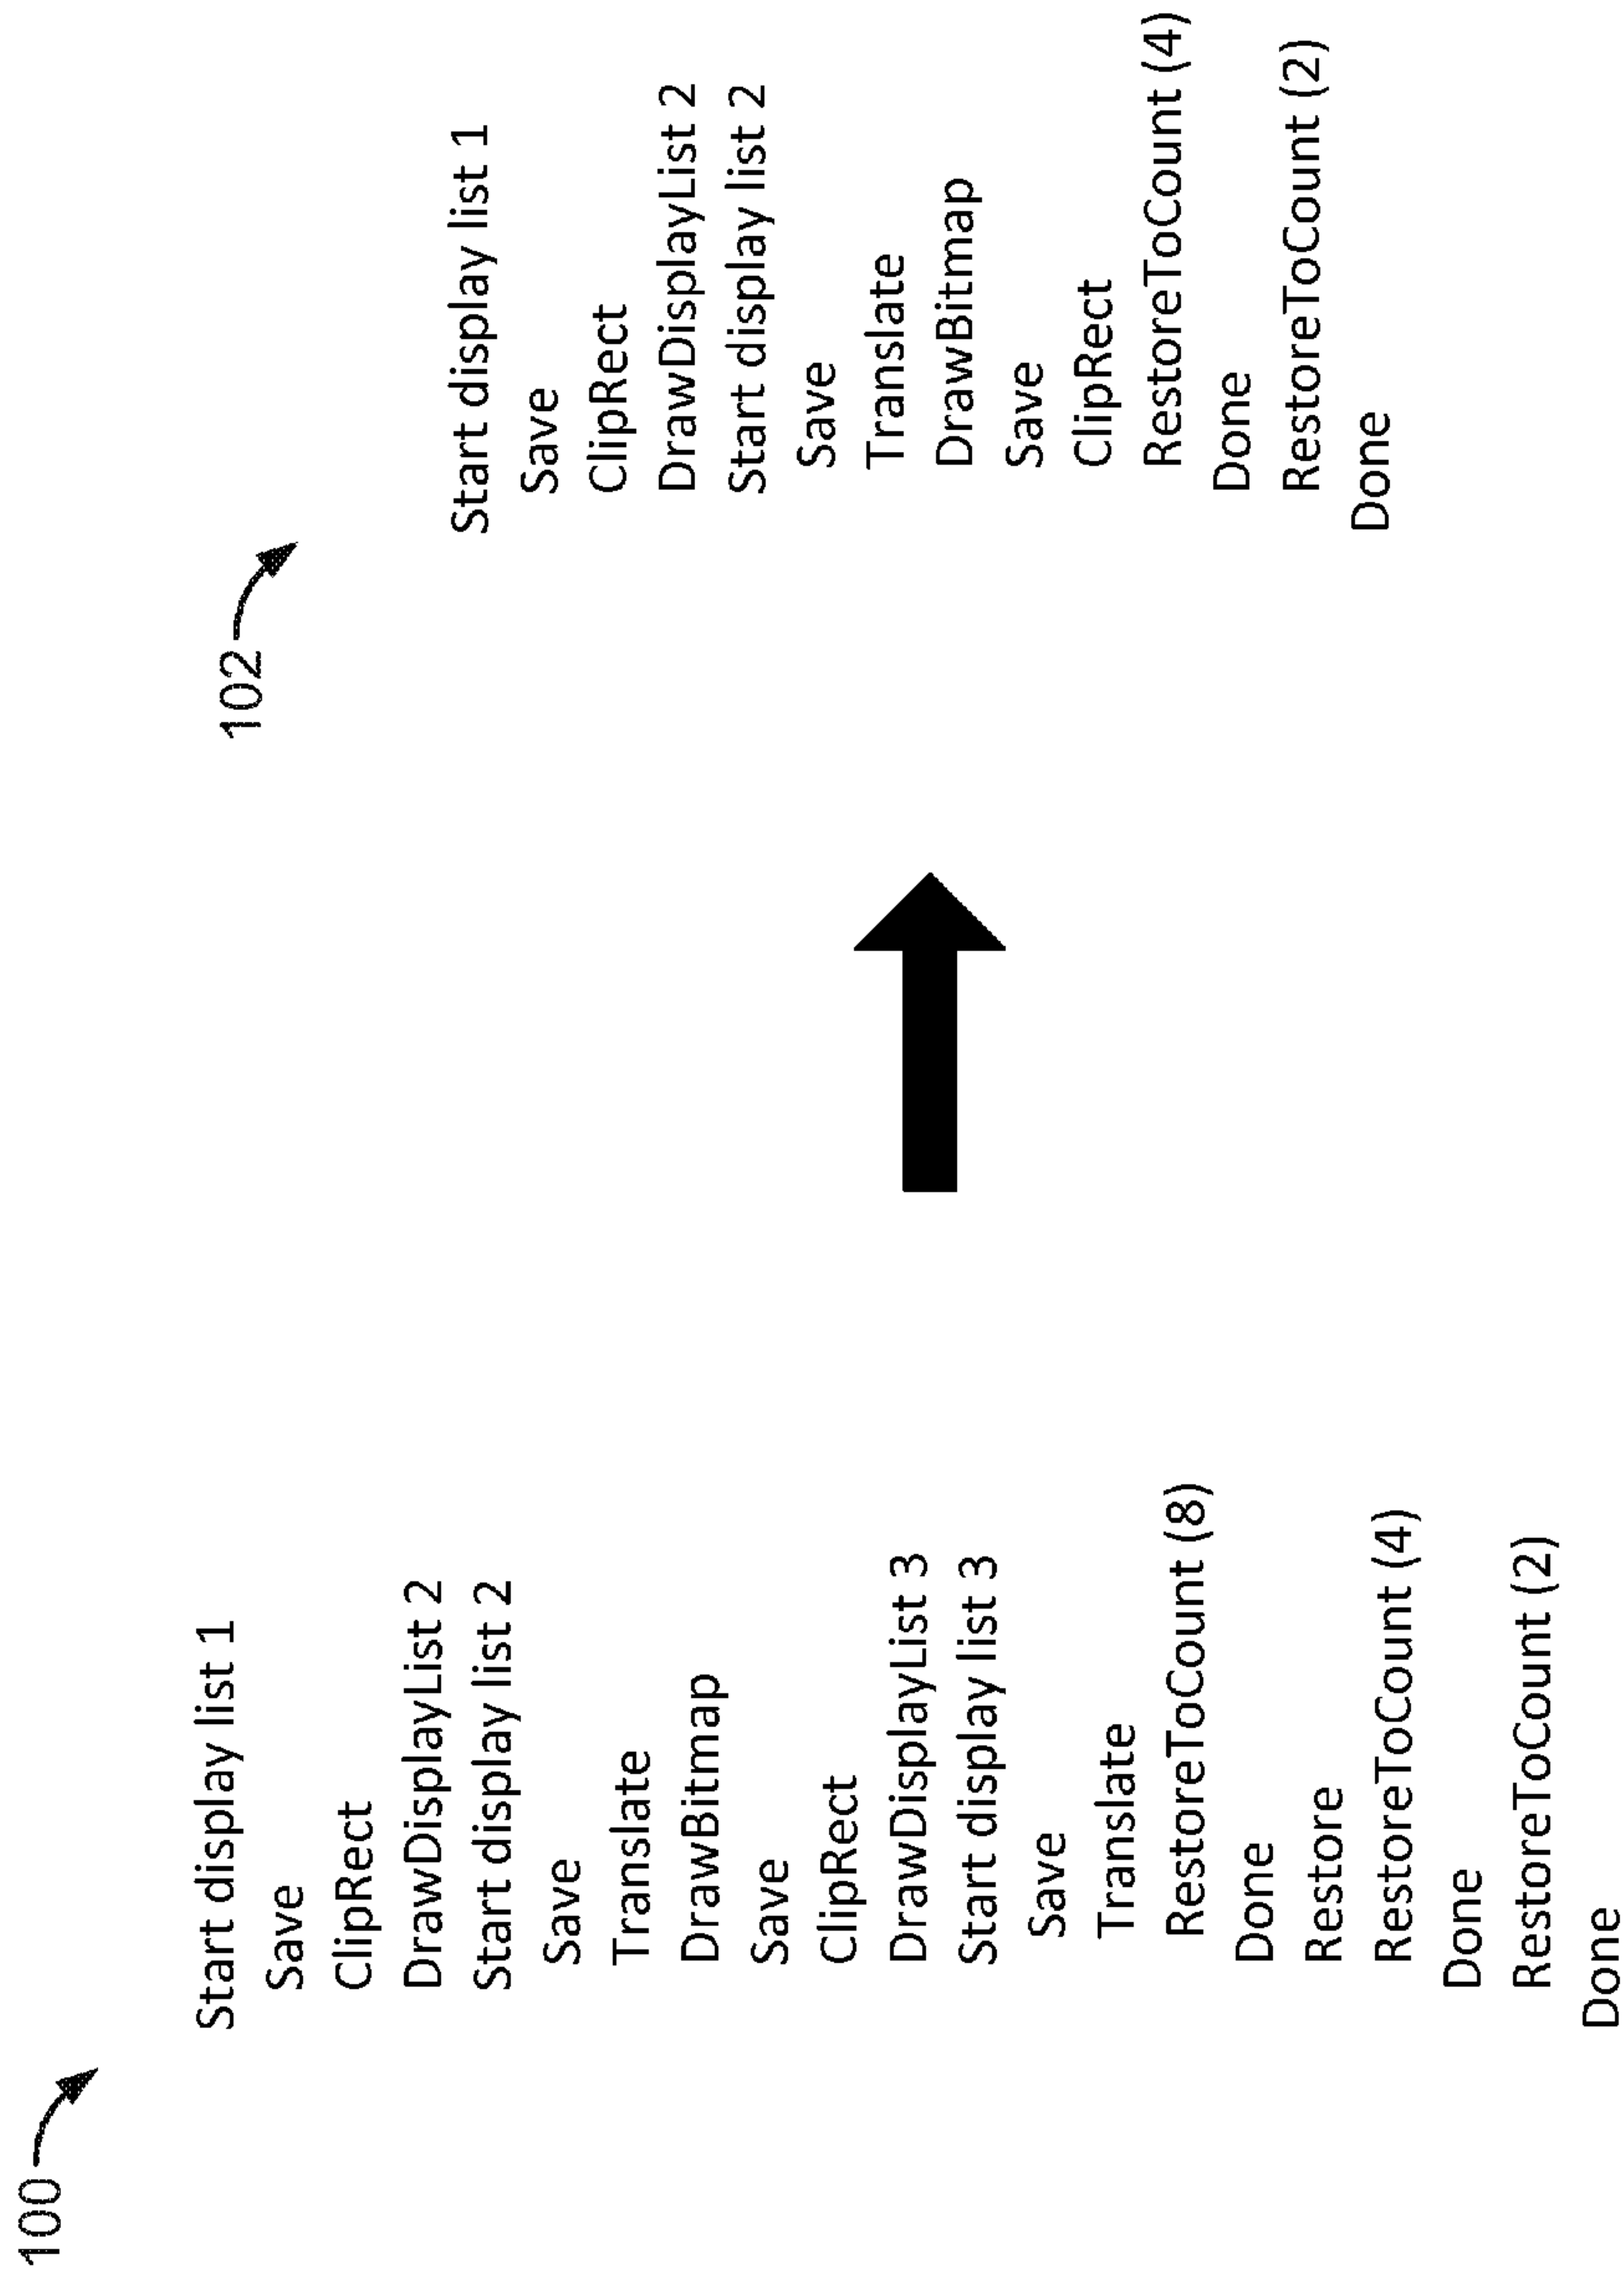 100
Start display list 1
Save
ClipRect
DrawDisplayList 2
Start display list 2
Save
Translate
DrawBitmap
Save
ClipRect
DrawDisplayList 3
Start display list 3
Save
Translate
RestoreToCount (8)
Done
Restore
RestoreToCount (4)
Done
RestoreToCount (2)
Done
102
Start display list 1
Save
ClipRect
DrawDisplayList 2
Start display list 2
Save
Translate
DrawBitmap
Save
ClipRect
RestoreToCount (4)
Done
RestoreToCount (2)
Done